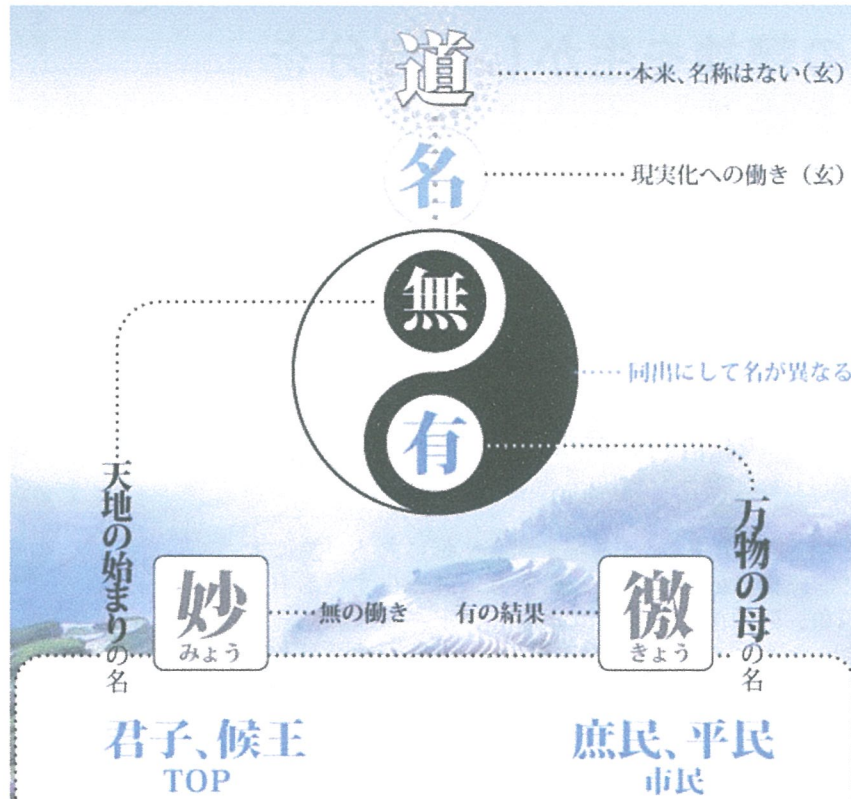 道
本来、名称はない(玄)
名
現実化への働き (玄)
無
同出にして名が異なる
有
天地の始まりの名
万物の母の名
妙
みょう
無の働き
有の結果
徼
きょう
君子、候王
TOP
庶民、平民
市民